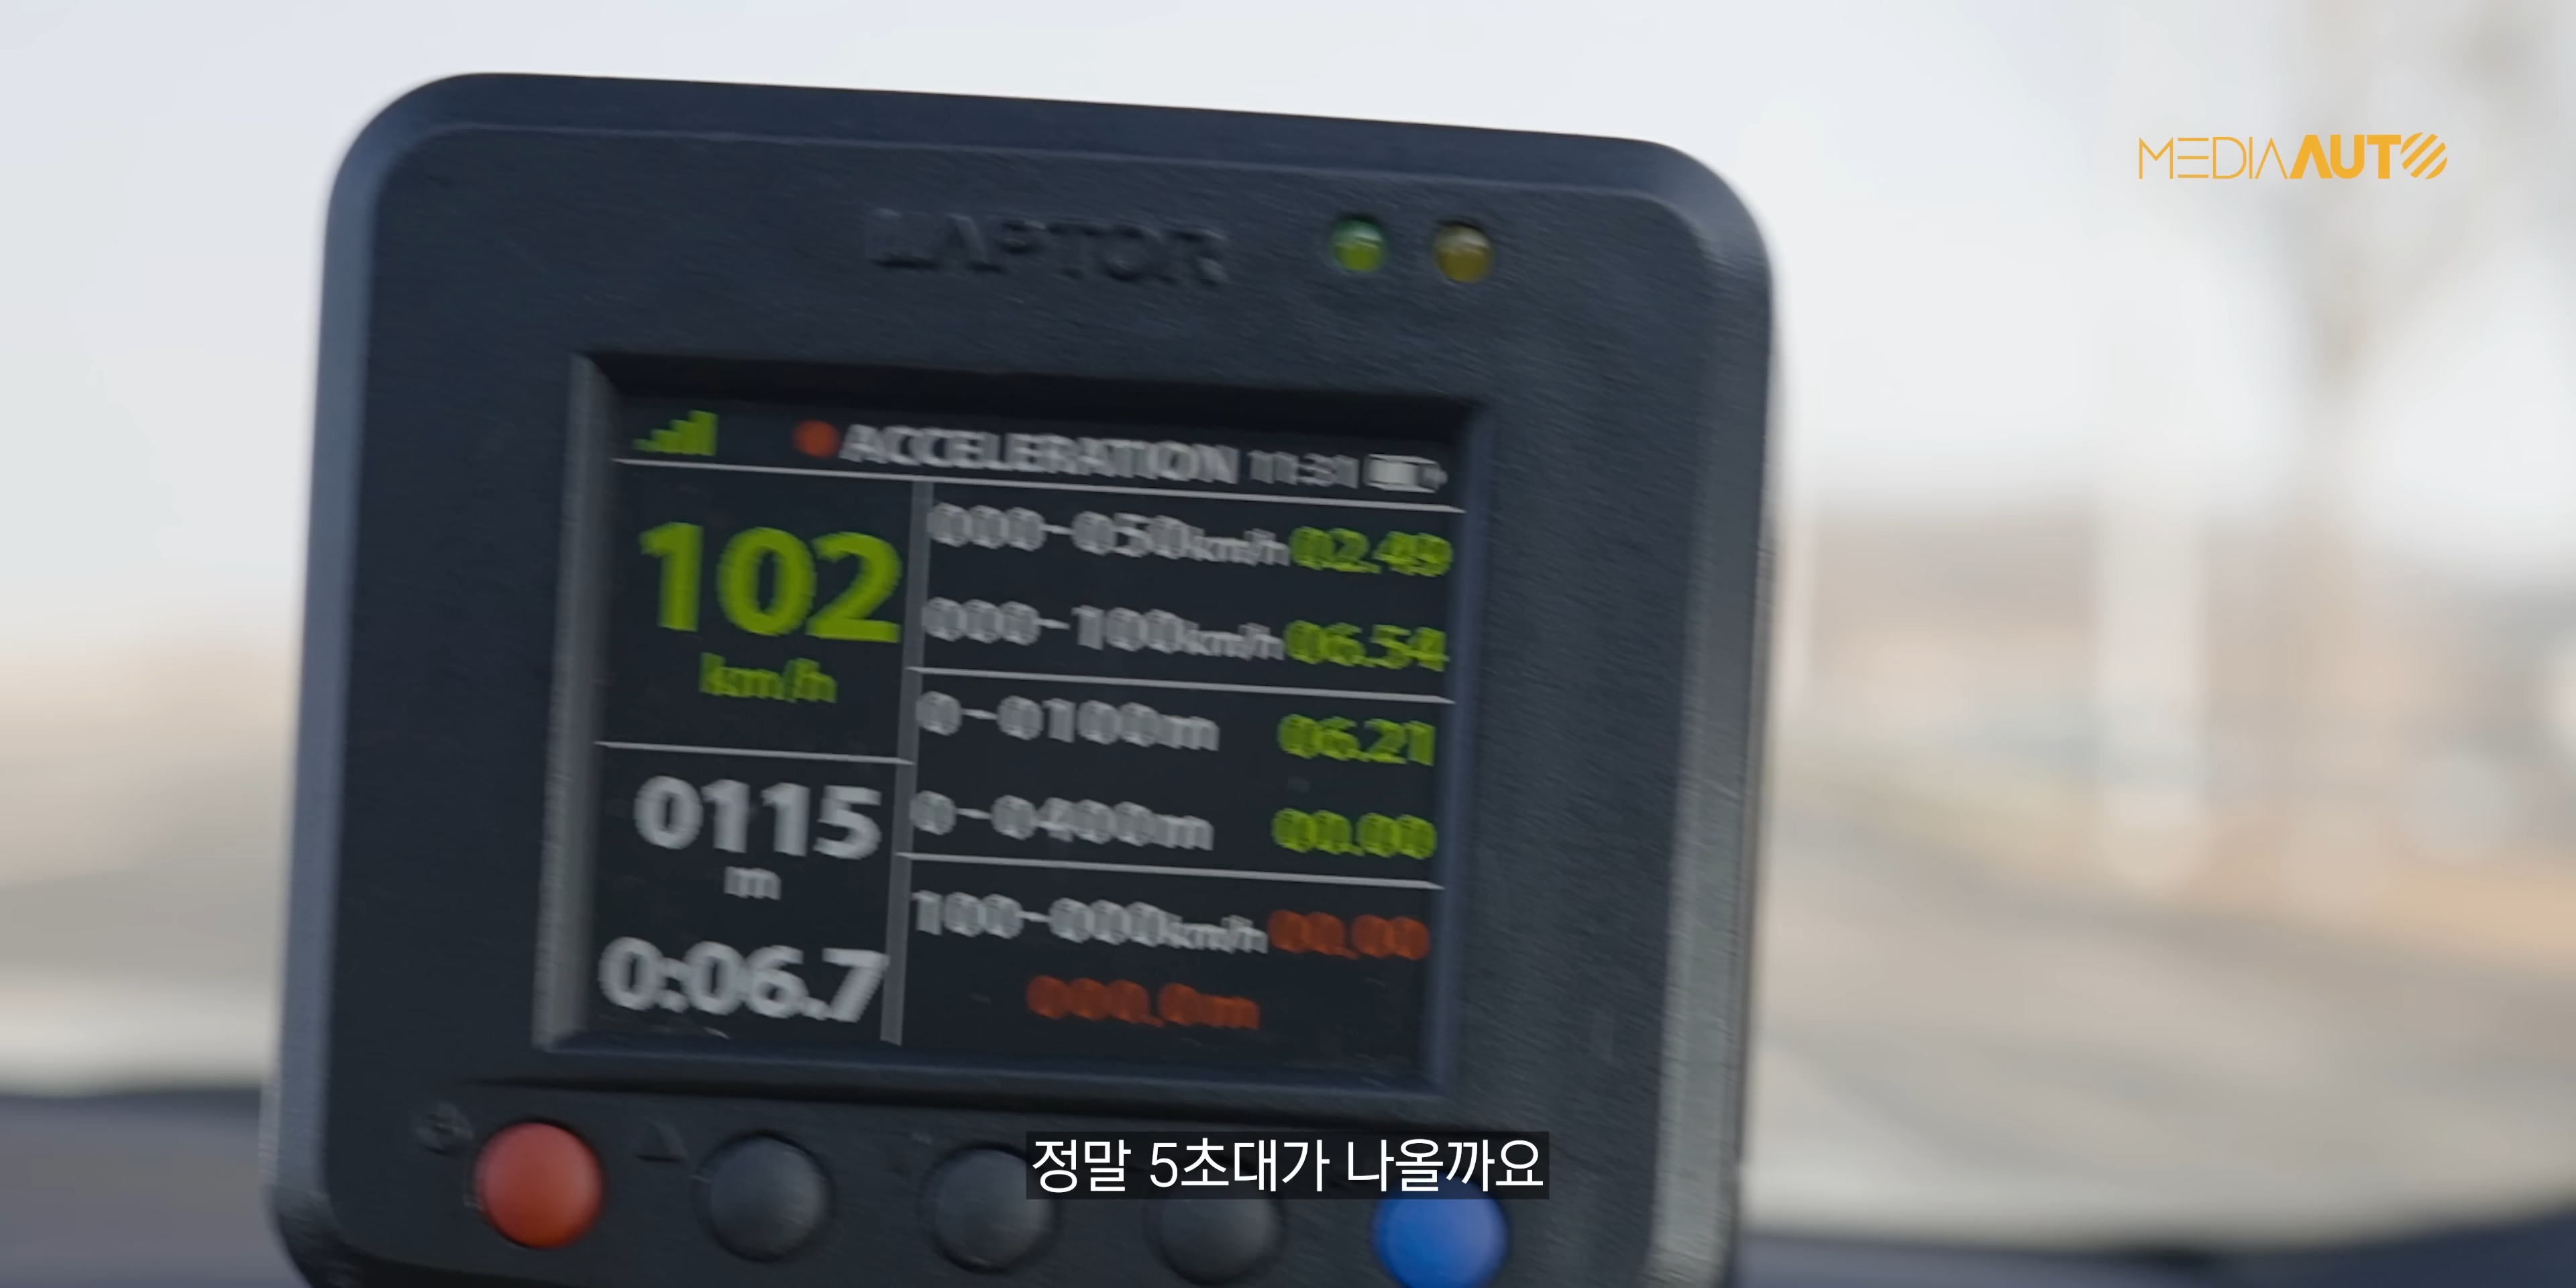 MEDIAAUTO
RAPTOR
ACCELERATION 11:31
102
km/h
000-050km/h 02.49
000-100km/h 06.54
0-0100m 06.21
0115
m
0-0400m 00.00
0:06.7
100-000km/h 00.00
000.0m
정말 5초대가 나올까요